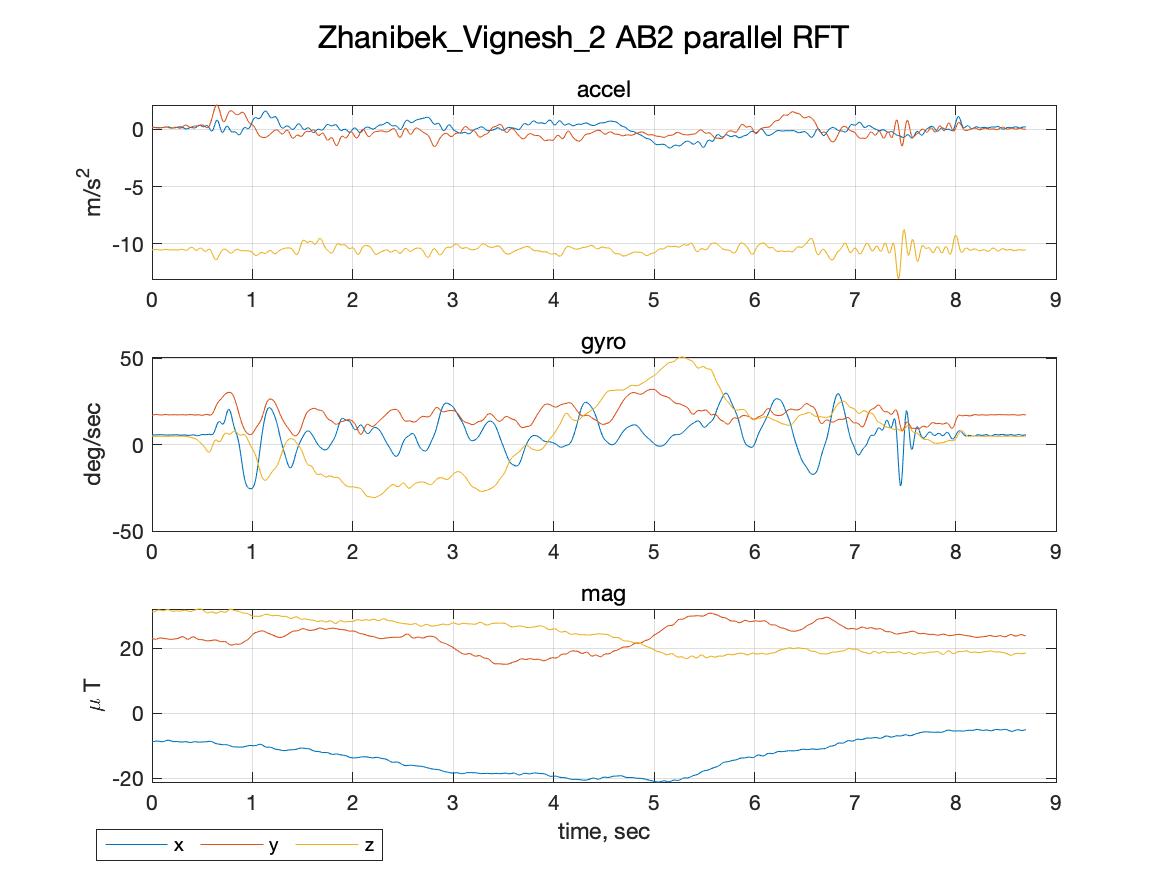 Zhanibek_Vignesh_2 AB2 parallel RFT
accel
0
-5
-10
m/s2
0 1 2 3 4 5 6 7 8 9
gyro
50
0
-50
deg/sec
0 1 2 3 4 5 6 7 8 9
mag
20
0
-20
μ T
0 1 2 3 4 5 6 7 8 9
time, sec
x y z